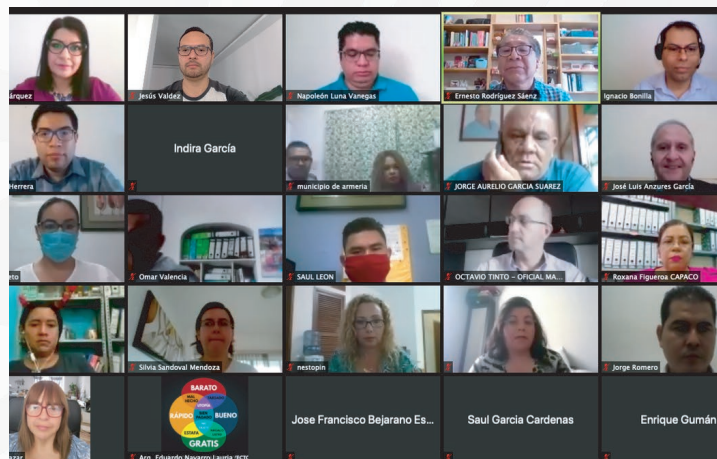 árquez
Jesús Valdez
Napoleón Luna Vanegas
Ernesto Rodríguez Sáenz
Ignacio Bonilla
Herrera
Indira García
municipio de armeria
JORGE AURELIO GARCIA SUAREZ
José Luis Anzures García
eto
Omar Valencia
SAUL LEON
OCTAVIO TINTO - OFICIAL MA...
Roxana Figueroa CAPACO
Silvia Sandoval Mendoza
nestopin
Jorge Romero
azar
BARATO
RÁPIDO
BUENO
ESTAFA
GRATIS
Arq. Eduardo Navarro Lauria
Jose Francisco Bejarano Es...
Saul Garcia Cardenas
Enrique Gumán